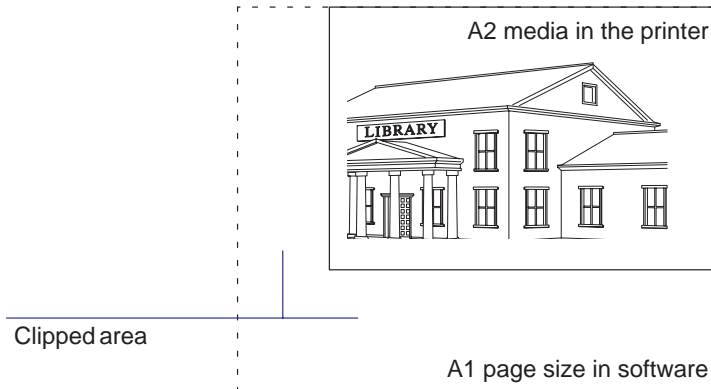 A2 media in the printer
LIBRARY
Clipped area
A1 page size in software